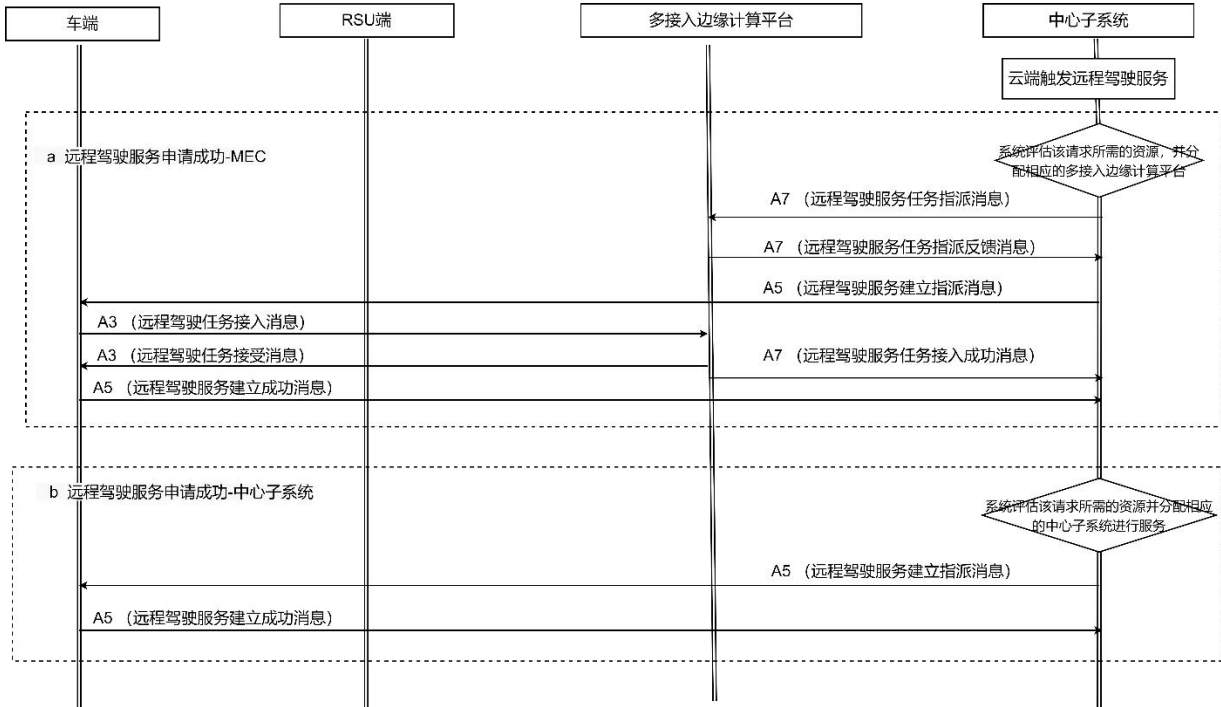 车端
RSU端
多接入边缘计算平台
中心子系统
云端触发远程驾驶服务
a 远程驾驶服务申请成功-MEC
系统评估该请求所需的资源，并分
配相应的多接入边缘计算平台
A7 （远程驾驶服务任务指派消息）
A7 （远程驾驶服务任务指派反馈消息）
A5 （远程驾驶服务建立指派消息）
A3 （远程驾驶任务接入消息）
A3 （远程驾驶任务接受消息）
A7 （远程驾驶服务任务接入成功消息）
A5 （远程驾驶服务建立成功消息）
b 远程驾驶服务申请成功-中心子系统
系统评估该请求所需的资源并分配相应
的中心子系统进行服务
A5 （远程驾驶服务建立指派消息）
A5 （远程驾驶服务建立成功消息）